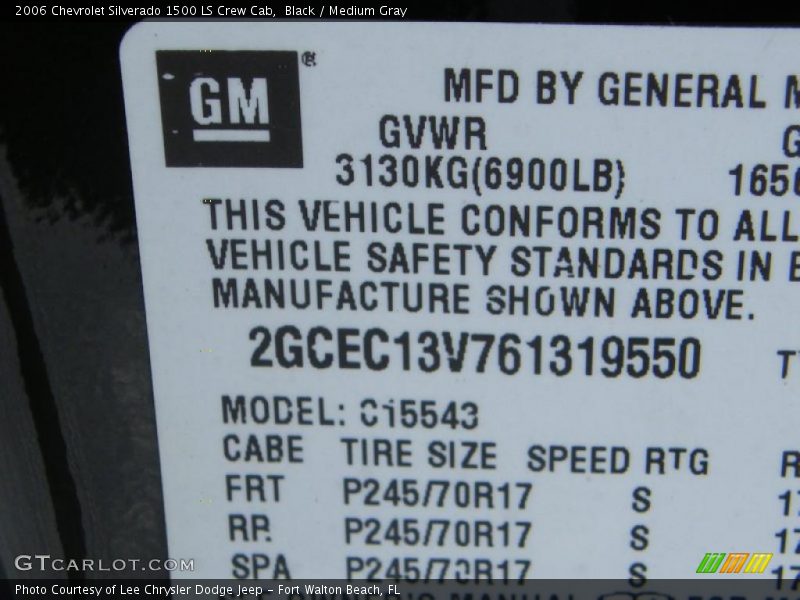 2006 Chevrolet Silverado 1500 LS Crew Cab,  Black / Medium Gray
GM®
MFD BY GENERAL
GVWR
3130KG(6900LB)
THIS VEHICLE CONFORMS TO ALL
VEHICLE SAFETY STANDARDS IN
MANUFACTURE SHOWN ABOVE.
2GCEC13V761319550
MODEL: C15543
CABE TIRE SIZE SPEED RTG
FRT P245/70R17 S
RR P245/70R17 S
SPA P245/70R17 S
GTCARLOT.COM
Photo Courtesy of Lee Chrysler Dodge Jeep - Fort Walton Beach, FL